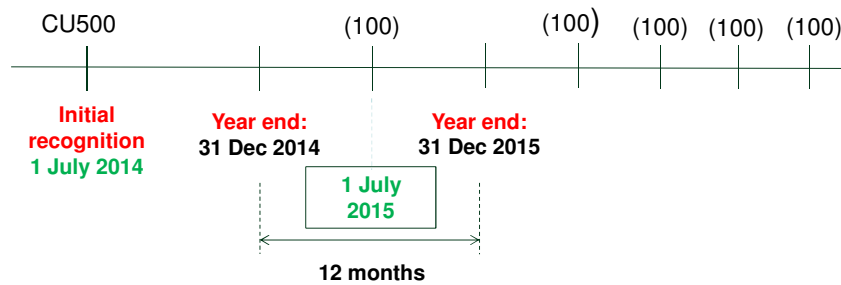 CU500 (100) (100) (100) (100) (100)
Initial
recognition
1 July 2014
Year end:
31 Dec 2014
Year end:
31 Dec 2015
1 July
2015
12 months